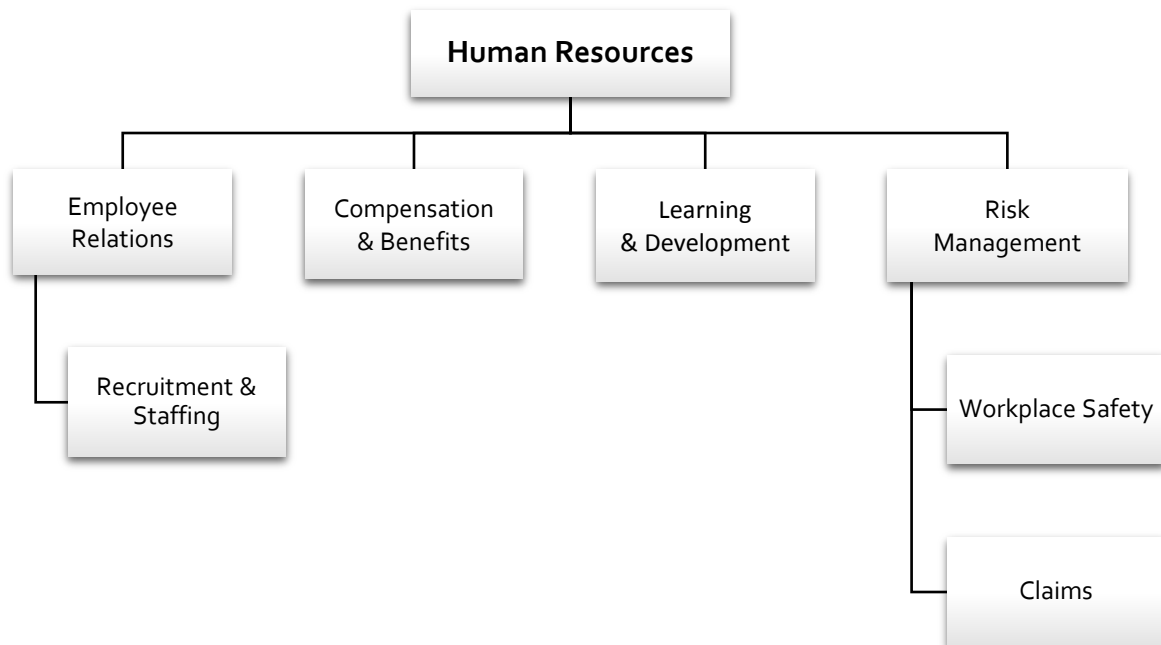 Human Resources
Employee
Relations
Compensation
& Benefits
Learning
& Development
Risk
Management
Recruitment &
Staffing
Workplace Safety
Claims